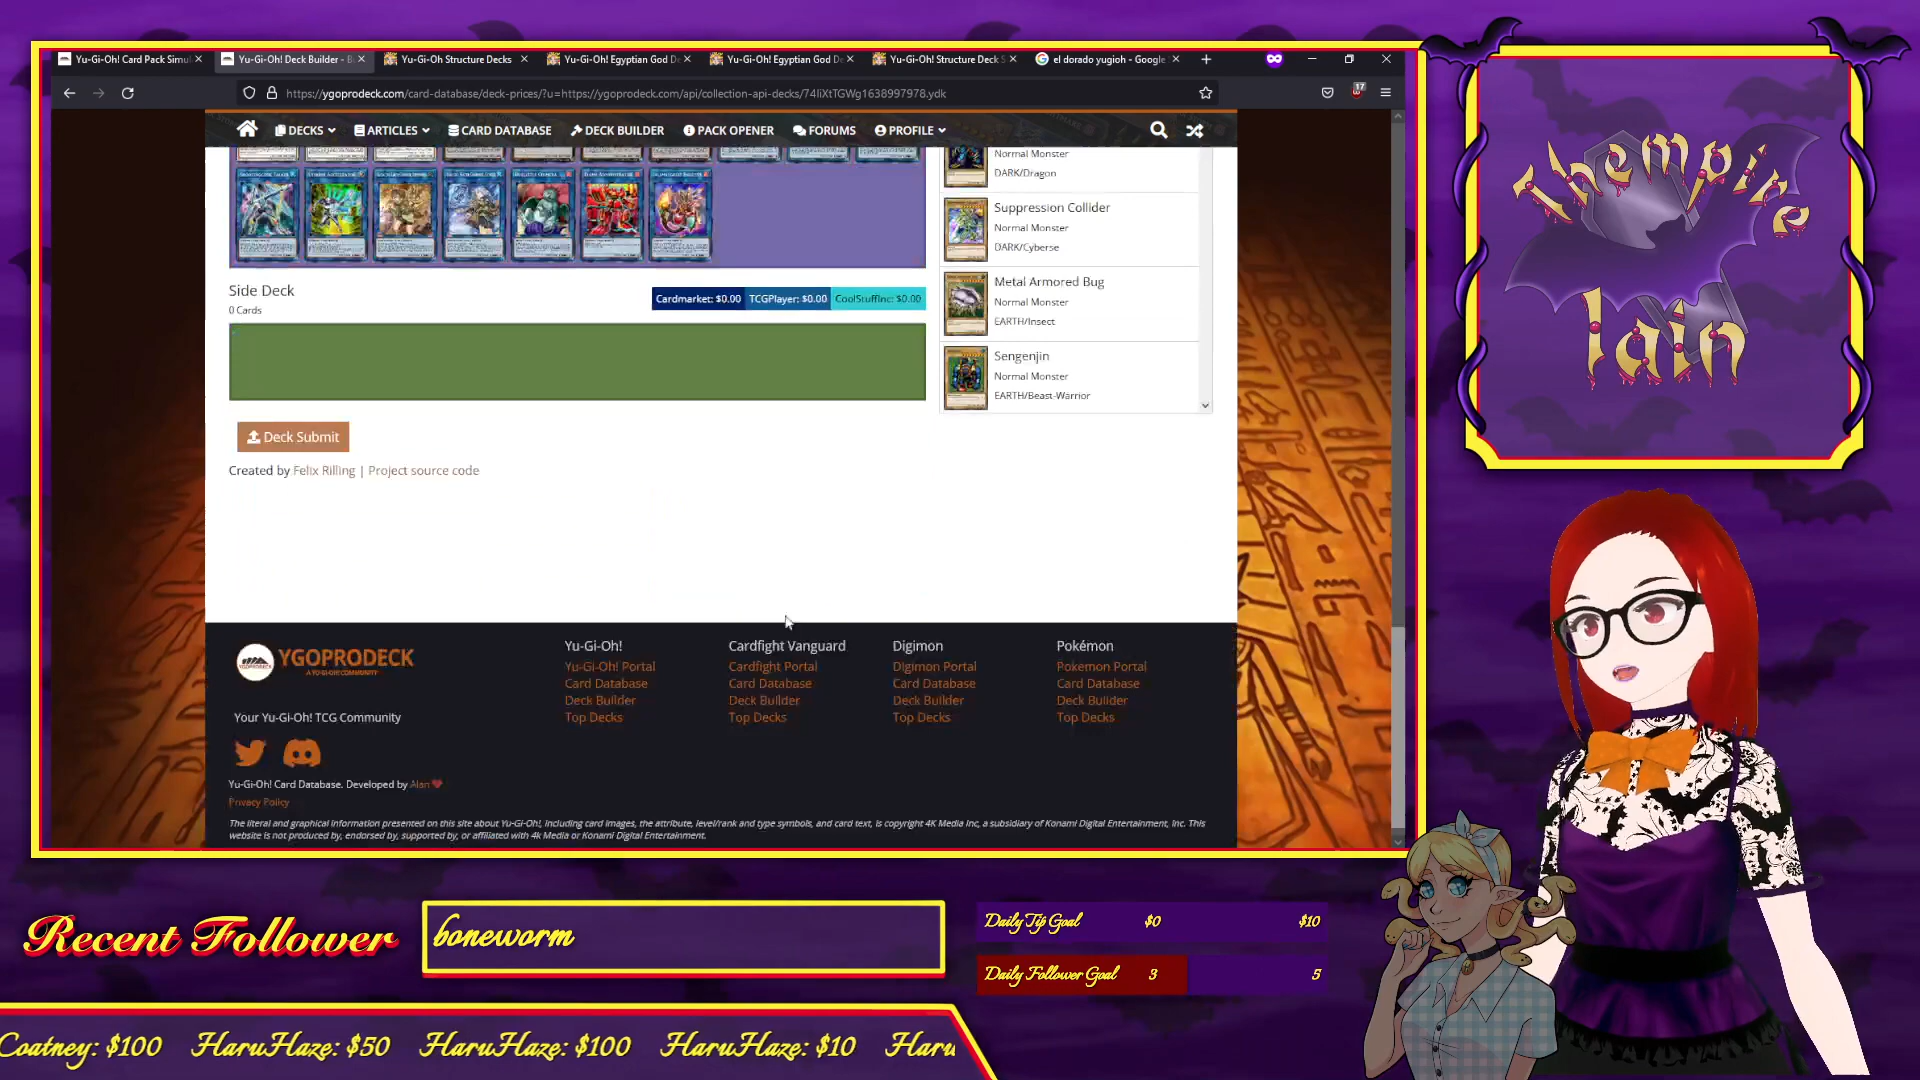 Yu-Gi-Oh! Card Pack Simul
Yu-Gi-Oh! Deck Builder - B
Yu-Gi-Oh Structure Decks
Yu-Gi-Oh! Egyptian God De
Yu-Gi-Oh! Egyptian God De
Yu-Gi-Oh! Structure Deck S
el dorado yugioh - Google
https://ygoprodeck.com/card-database/deck-prices/?u=https://ygoprodeck.com/api/collection-api-decks/74liXtTGWg1638997978.ydk
17
DECKS
ARTICLES
CARD DATABASE
DECK BUILDER
PACK OPENER
FORUMS
PROFILE
Normal Monster
DARK/Dragon
Suppression Collider
Normal Monster
DARK/Cyberse
Metal Armored Bug
Normal Monster
EARTH/Insect
Sengenjin
Normal Monster
EARTH/Beast-Warrior
Side Deck
0 Cards
Cardmarket: $0.00
TCGPlayer: $0.00
CoolStuffInc: $0.00
Deck Submit
Created by Felix Rilling | Project source code
YGOPRODECK
A YU-GI-OH! COMMUNITY
Your Yu-Gi-Oh! TCG Community
Yu-Gi-Oh! Card Database. Developed by Alan
Privacy Policy
Yu-Gi-Oh!
Yu-Gi-Oh! Portal
Card Database
Deck Builder
Top Decks
Cardfight Vanguard
Cardfight Portal
Card Database
Deck Builder
Top Decks
Digimon
Digimon Portal
Card Database
Deck Builder
Top Decks
Pokémon
Pokemon Portal
Card Database
Deck Builder
Top Decks
The literal and graphical information presented on this site about Yu-Gi-Oh!, including card images, the attribute, level/rank and type symbols, and card text, is copyright 4K Media Inc, a subsidiary of Konami Digital Entertainment, Inc. This
website is not produced by, endorsed by, supported by, or affiliated with 4k Media or Konami Digital Entertainment.
Thempire
Iain
Recent Follower
boneworm
Daily Tip Goal $0 $10
Daily Follower Goal 3 5
Coatney: $100 HaruHaze: $50 HaruHaze: $100 HaruHaze: $10 Haru